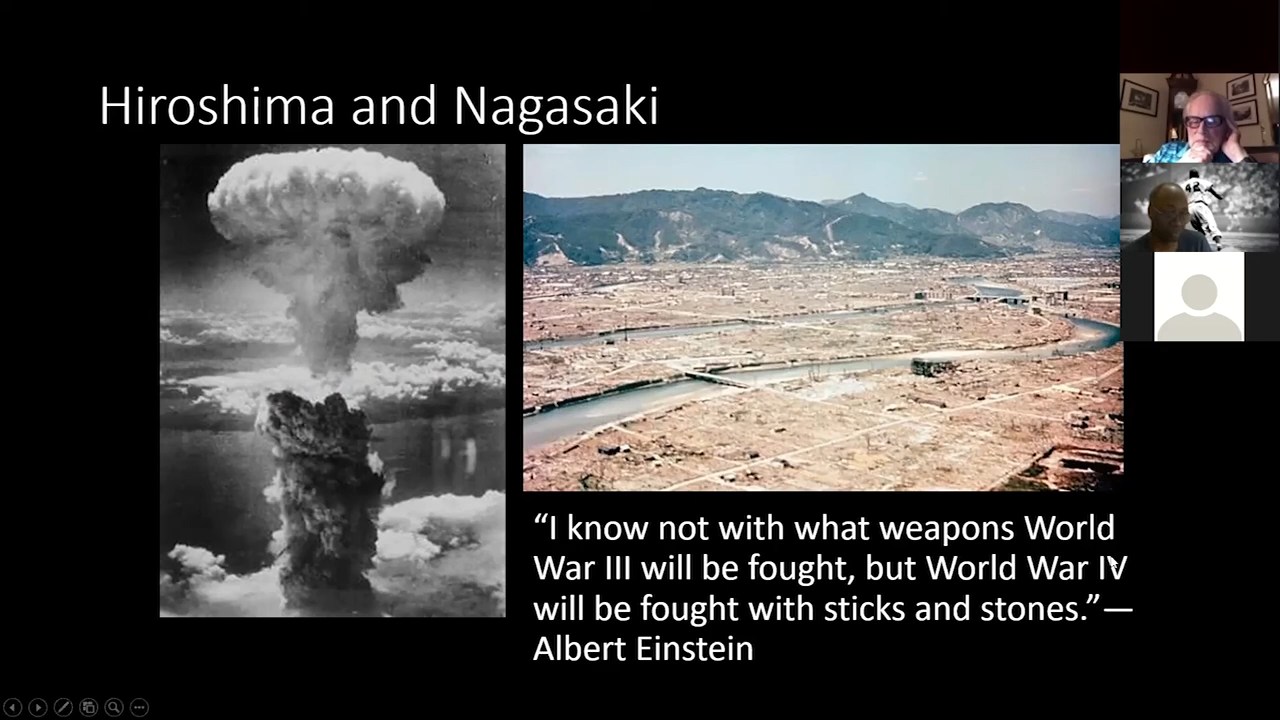 Hiroshima and Nagasaki
“I know not with what weapons World
War III will be fought, but World War IV
will be fought with sticks and stones.”—
Albert Einstein
42